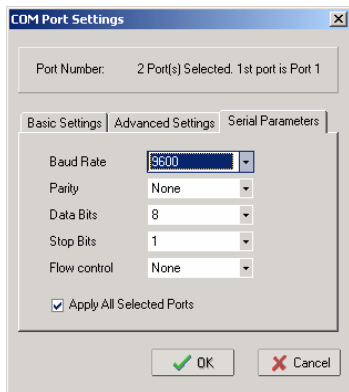 COM Port Settings
Port Number: 2 Port(s) Selected. 1st port is Port 1
Basic Settings Advanced Settings Serial Parameters
Baud Rate 9600
Parity None
Data Bits 8
Stop Bits 1
Flow control None
Apply All Selected Ports
OK Cancel